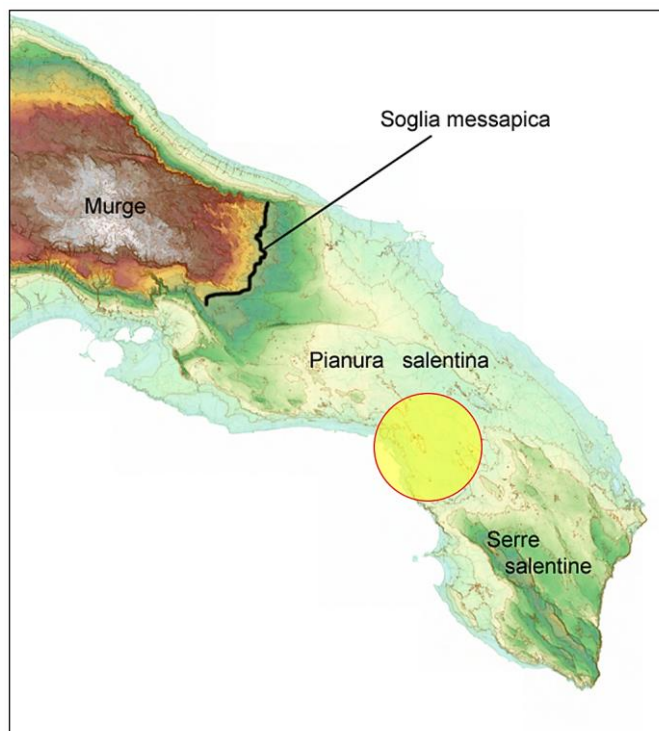 Soglia messapica
Murge
Pianura salentina
Serre
salentine